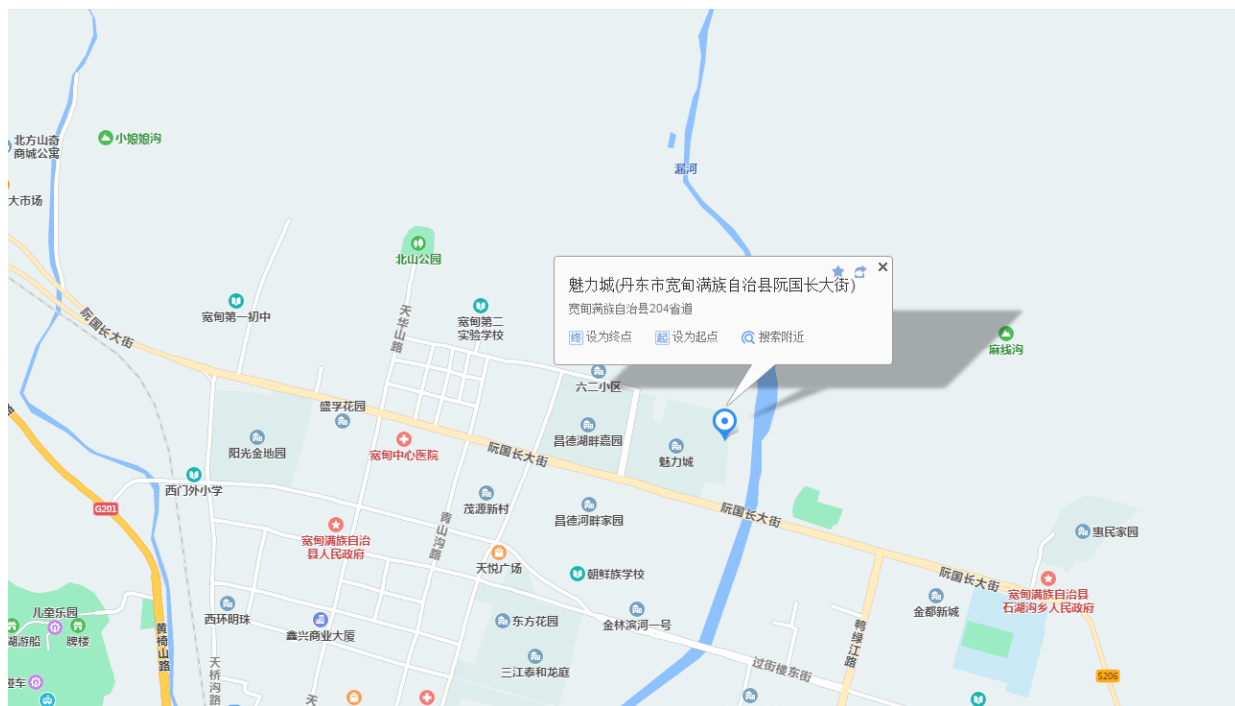 北方山奇
商城公寓
小娘娘沟
大市场
漏河
北山公园
魅力城(丹东市宽甸满族自治县阮国长大街)
宽甸满族自治县204省道
终 设为终点
起 设为起点
搜索附近
宽甸第一初中
宽甸第二
实验学校
天华山路
阮国长大街
麻线沟
六二小区
盛孚花园
昌德湖畔嘉园
阳光金地园
宽甸中心医院
阮国长大街
魅力城
西门外小学
茂源新村
G201
昌德河畔家园
阮国长大街
宽甸满族自治
县人民政府
青山沟路
惠民家园
天悦广场
朝鲜族学校
阮国长大街
宽甸满族自治县
石湖沟乡人民政府
儿童乐园
湖游船
牌楼
西环明珠
鑫兴商业大厦
东方花园
金林滨河一号
金都新城
黄椅山路
鸭绿江路
三江泰和龙庭
过街楼东街
天桥沟路
碰车
天
S206